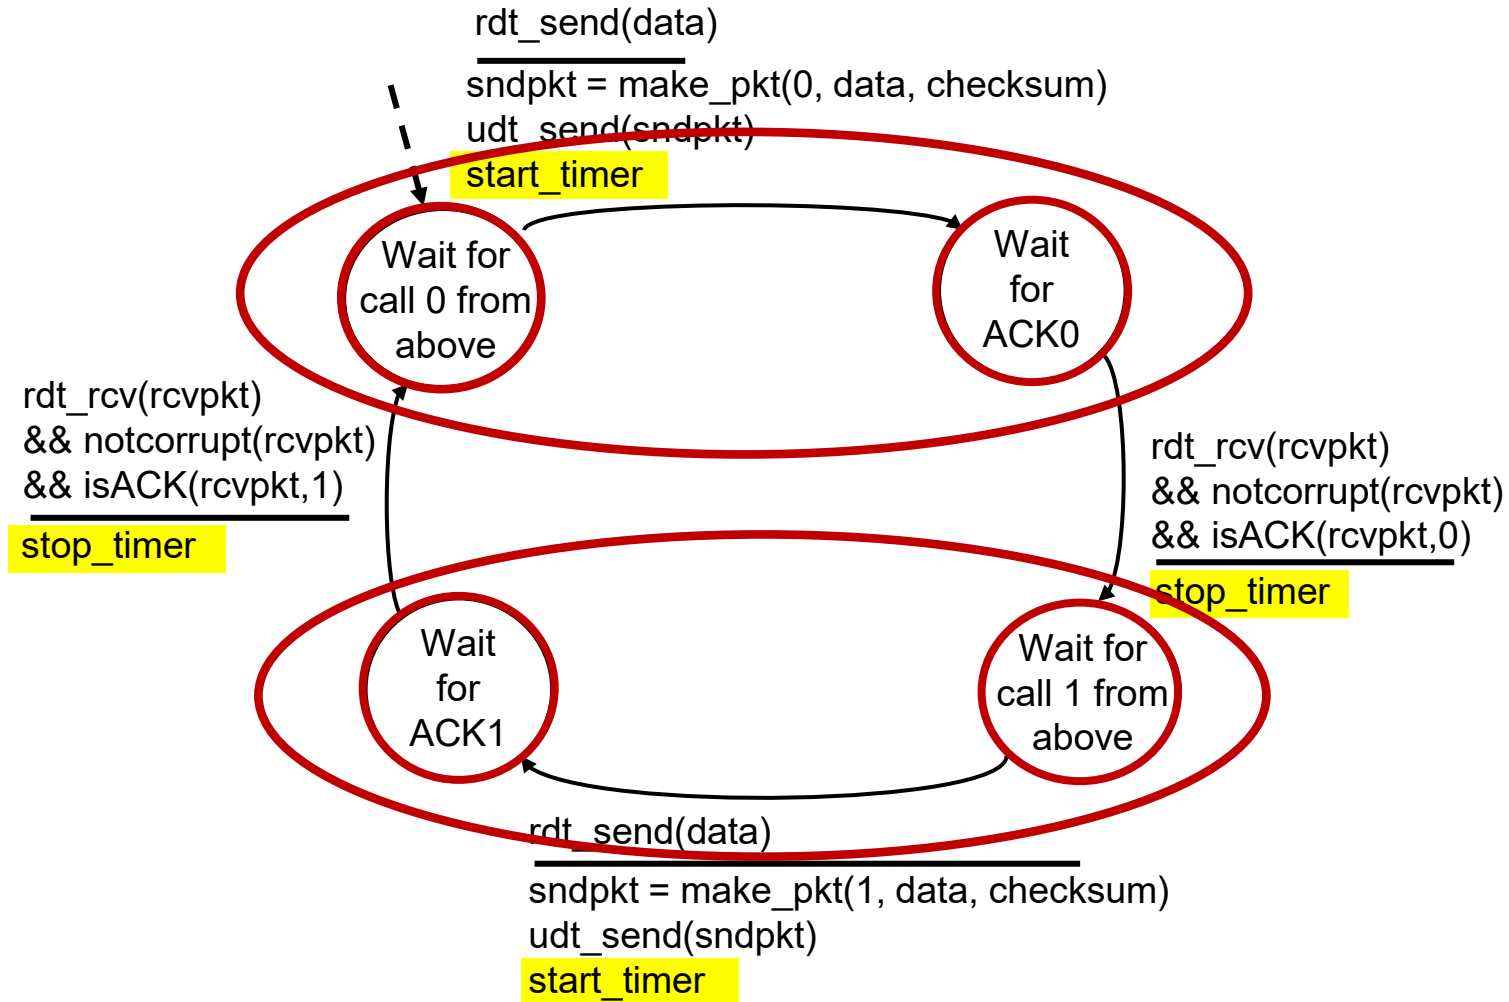 rdt_send(data)
sndpkt = make_pkt(0, data, checksum)
udt_send(sndpkt)
start_timer
Wait for
call 0 from
above
Wait
for
ACK0
rdt_rcv(rcvpkt)
&& notcorrupt(rcvpkt)
&& isACK(rcvpkt,1)
stop_timer
rdt_rcv(rcvpkt)
&& notcorrupt(rcvpkt)
&& isACK(rcvpkt,0)
stop_timer
Wait
for
ACK1
Wait for
call 1 from
above
rdt_send(data)
sndpkt = make_pkt(1, data, checksum)
udt_send(sndpkt)
start_timer